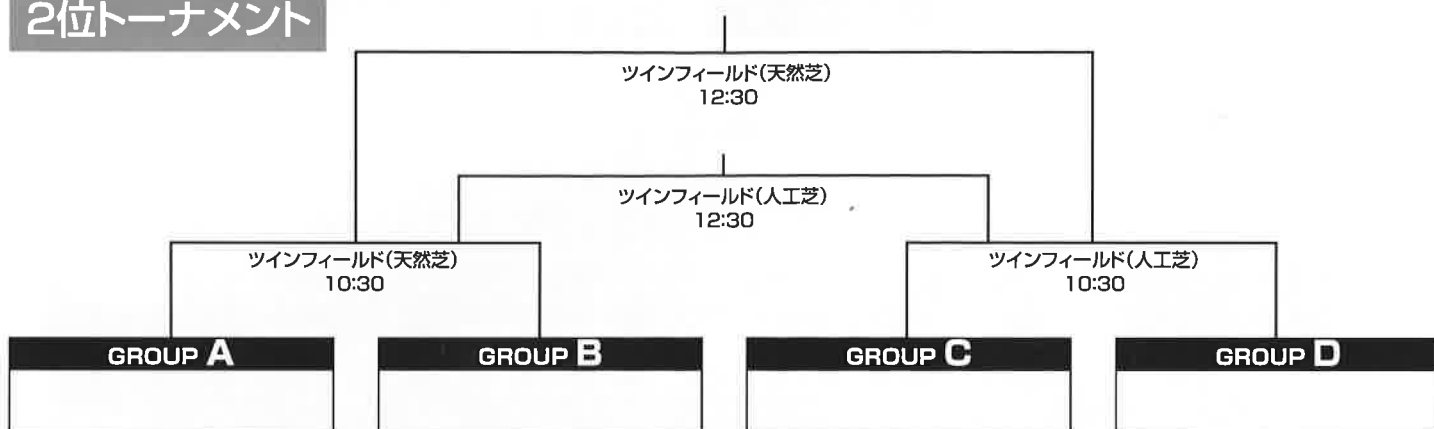 2位トーナメント
ツインフィールド(天然芝)
12:30
ツインフィールド(人工芝)
12:30
ツインフィールド(天然芝)
10:30
ツインフィールド(人工芝)
10:30
GROUP A
GROUP B
GROUP C
GROUP D